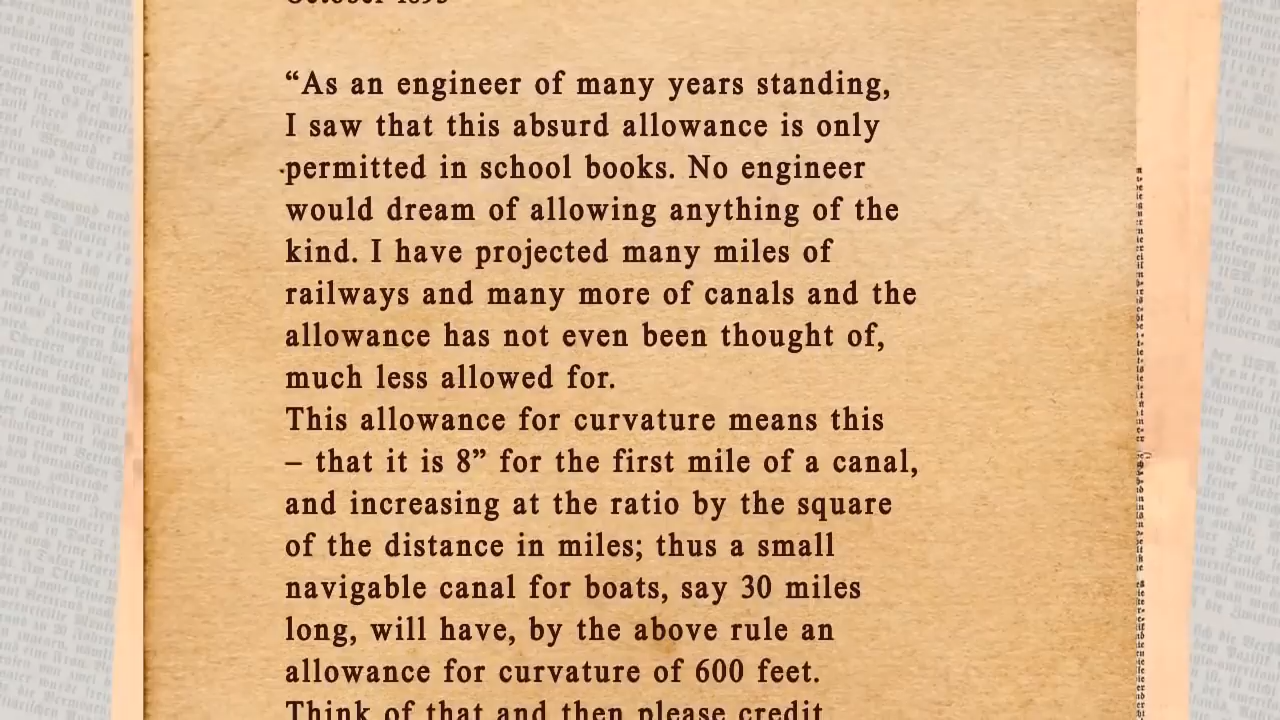 October 1893
“As an engineer of many years standing,
I saw that this absurd allowance is only
permitted in school books. No engineer
would dream of allowing anything of the
kind. I have projected many miles of
railways and many more of canals and the
allowance has not even been thought of,
much less allowed for.
This allowance for curvature means this
– that it is 8” for the first mile of a canal,
and increasing at the ratio by the square
of the distance in miles; thus a small
navigable canal for boats, say 30 miles
long, will have, by the above rule an
allowance for curvature of 600 feet.
Think of that and then please credit